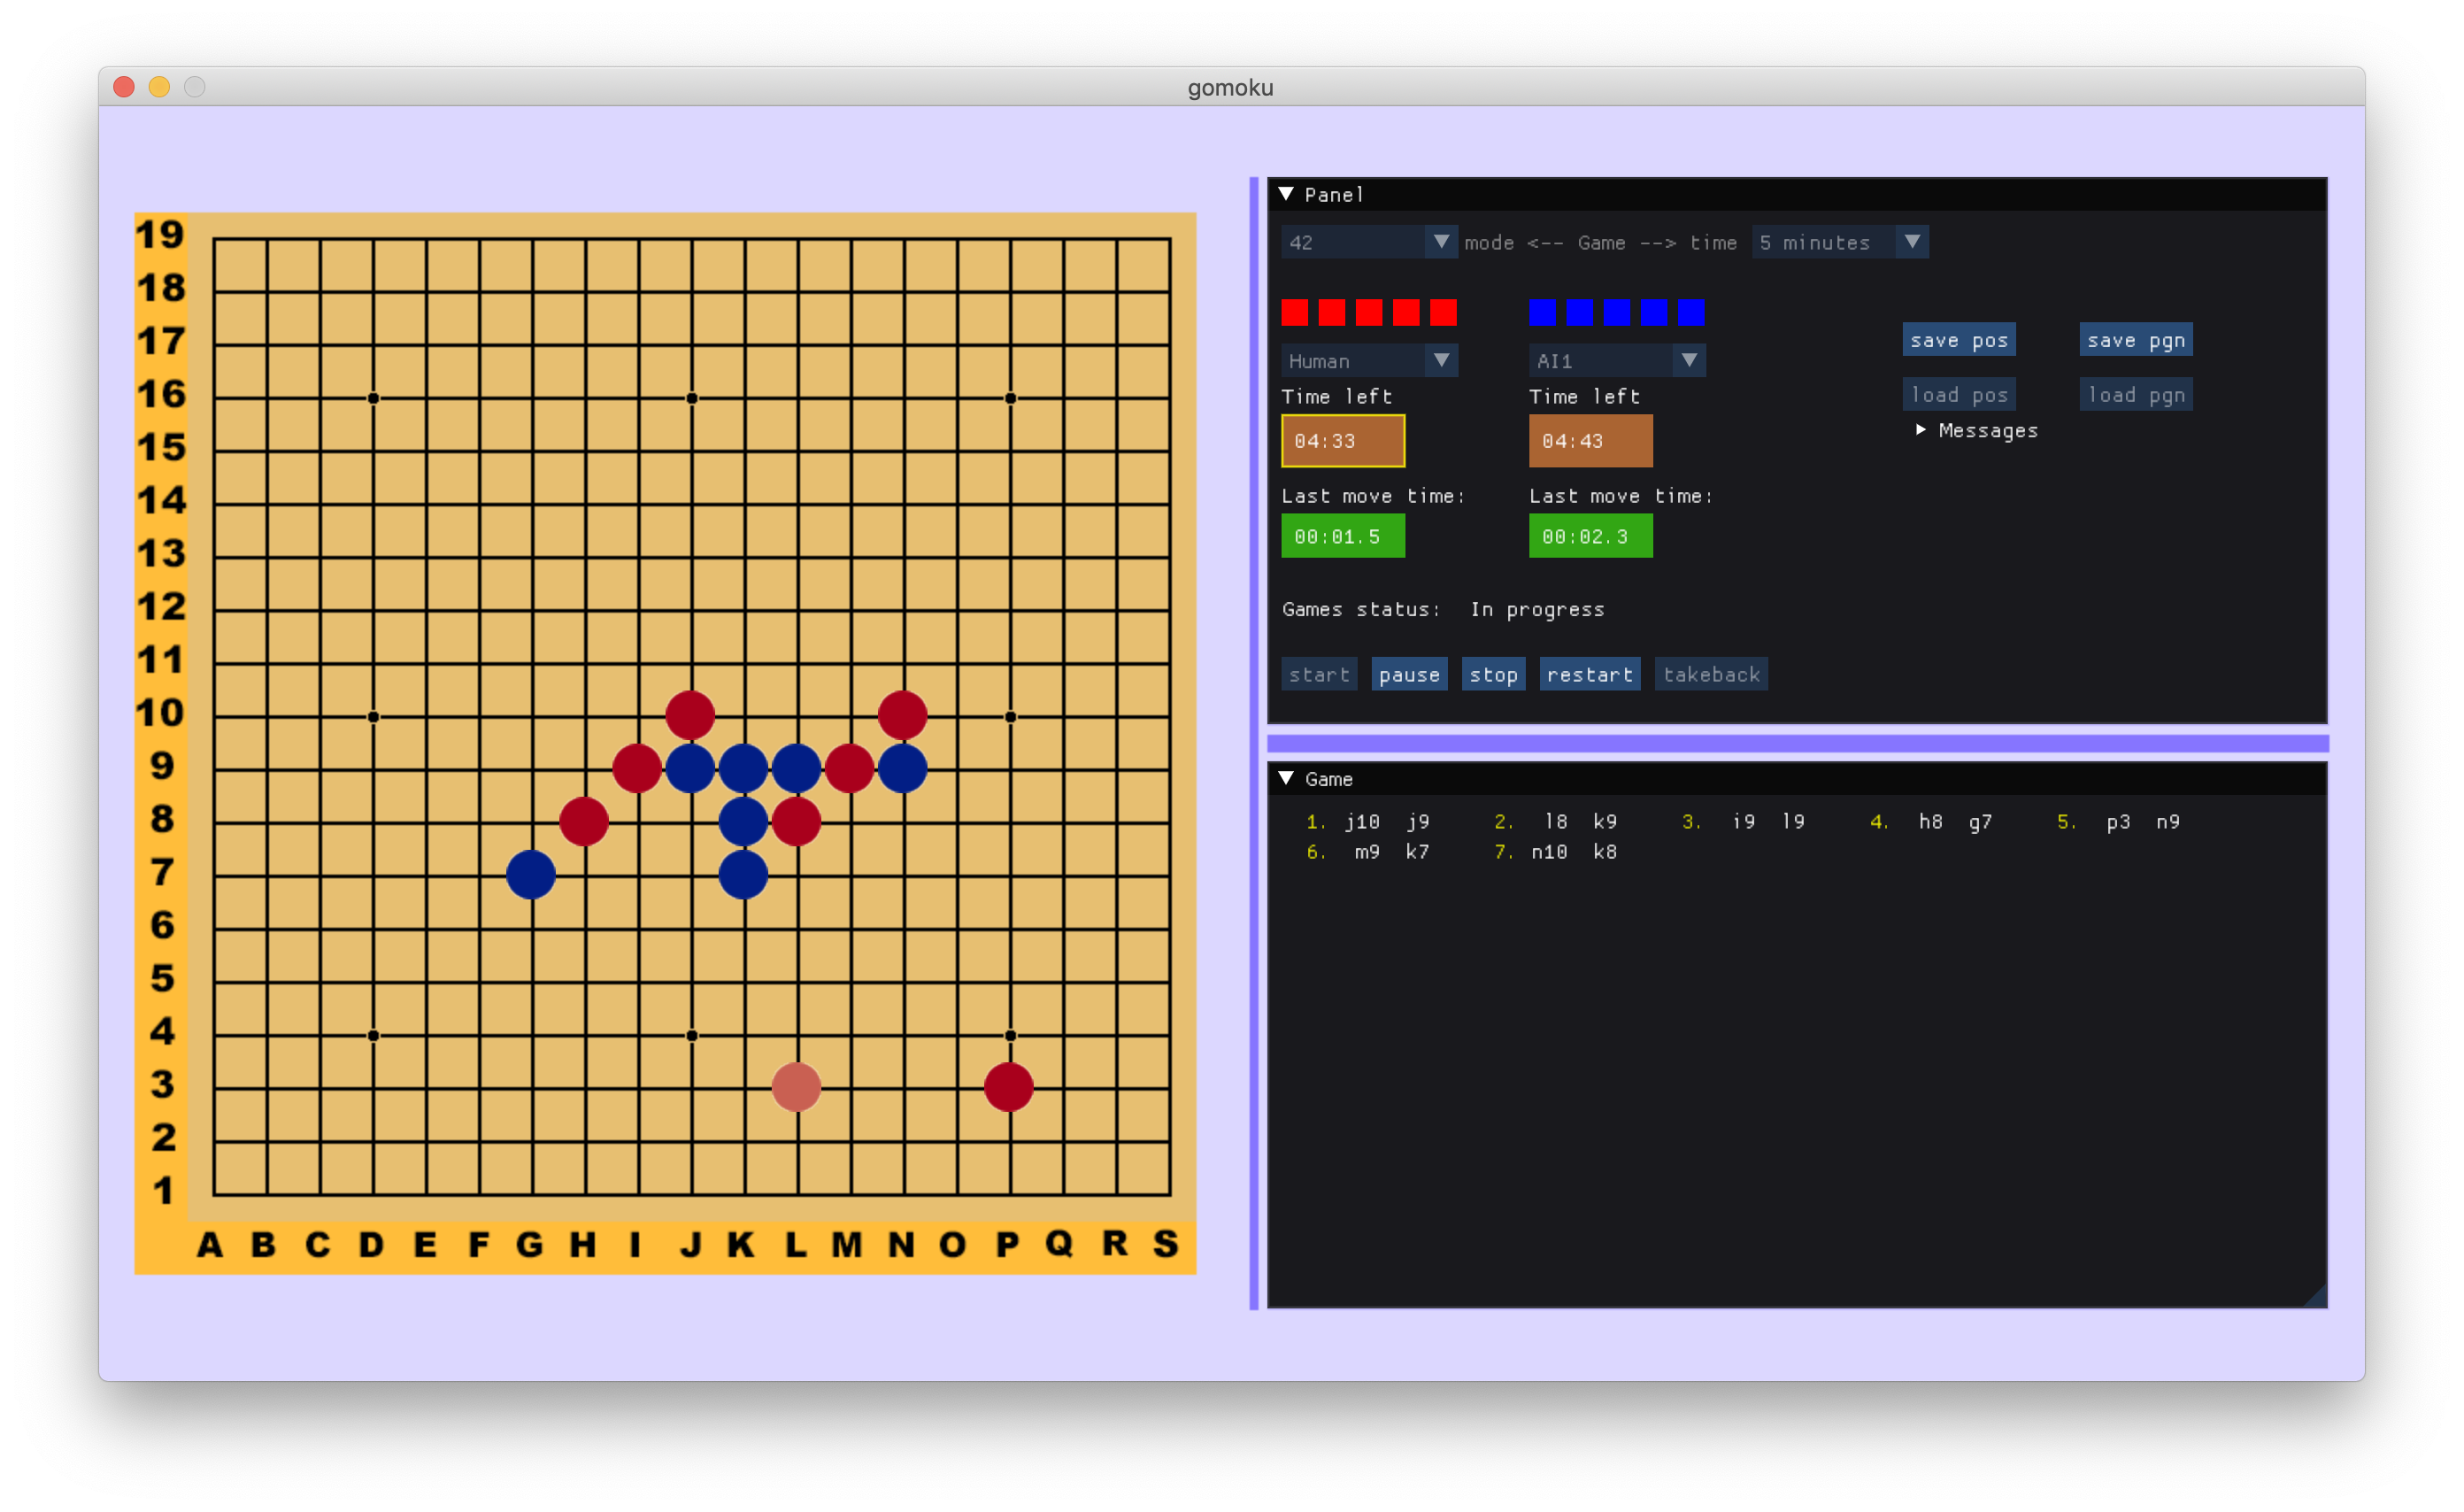 gomoku
19
18
17
16
15
14
13
12
11
10
9
8
7
6
5
4
3
2
1
A B C D E F G H I J K L M N O P Q R S
Panel
42 mode <-- Game --> time 5 minutes
save pos save pgn
Human AI1
load pos load pgn
Time left Time left
Messages
04:33 04:43
Last move time: Last move time:
00:01.5 00:02.3
Games status: In progress
start pause stop restart takeback
Game
1. j10 j9 2. l8 k9 3. i9 l9 4. h8 g7 5. p3 n9
6. m9 k7 7. n10 k8